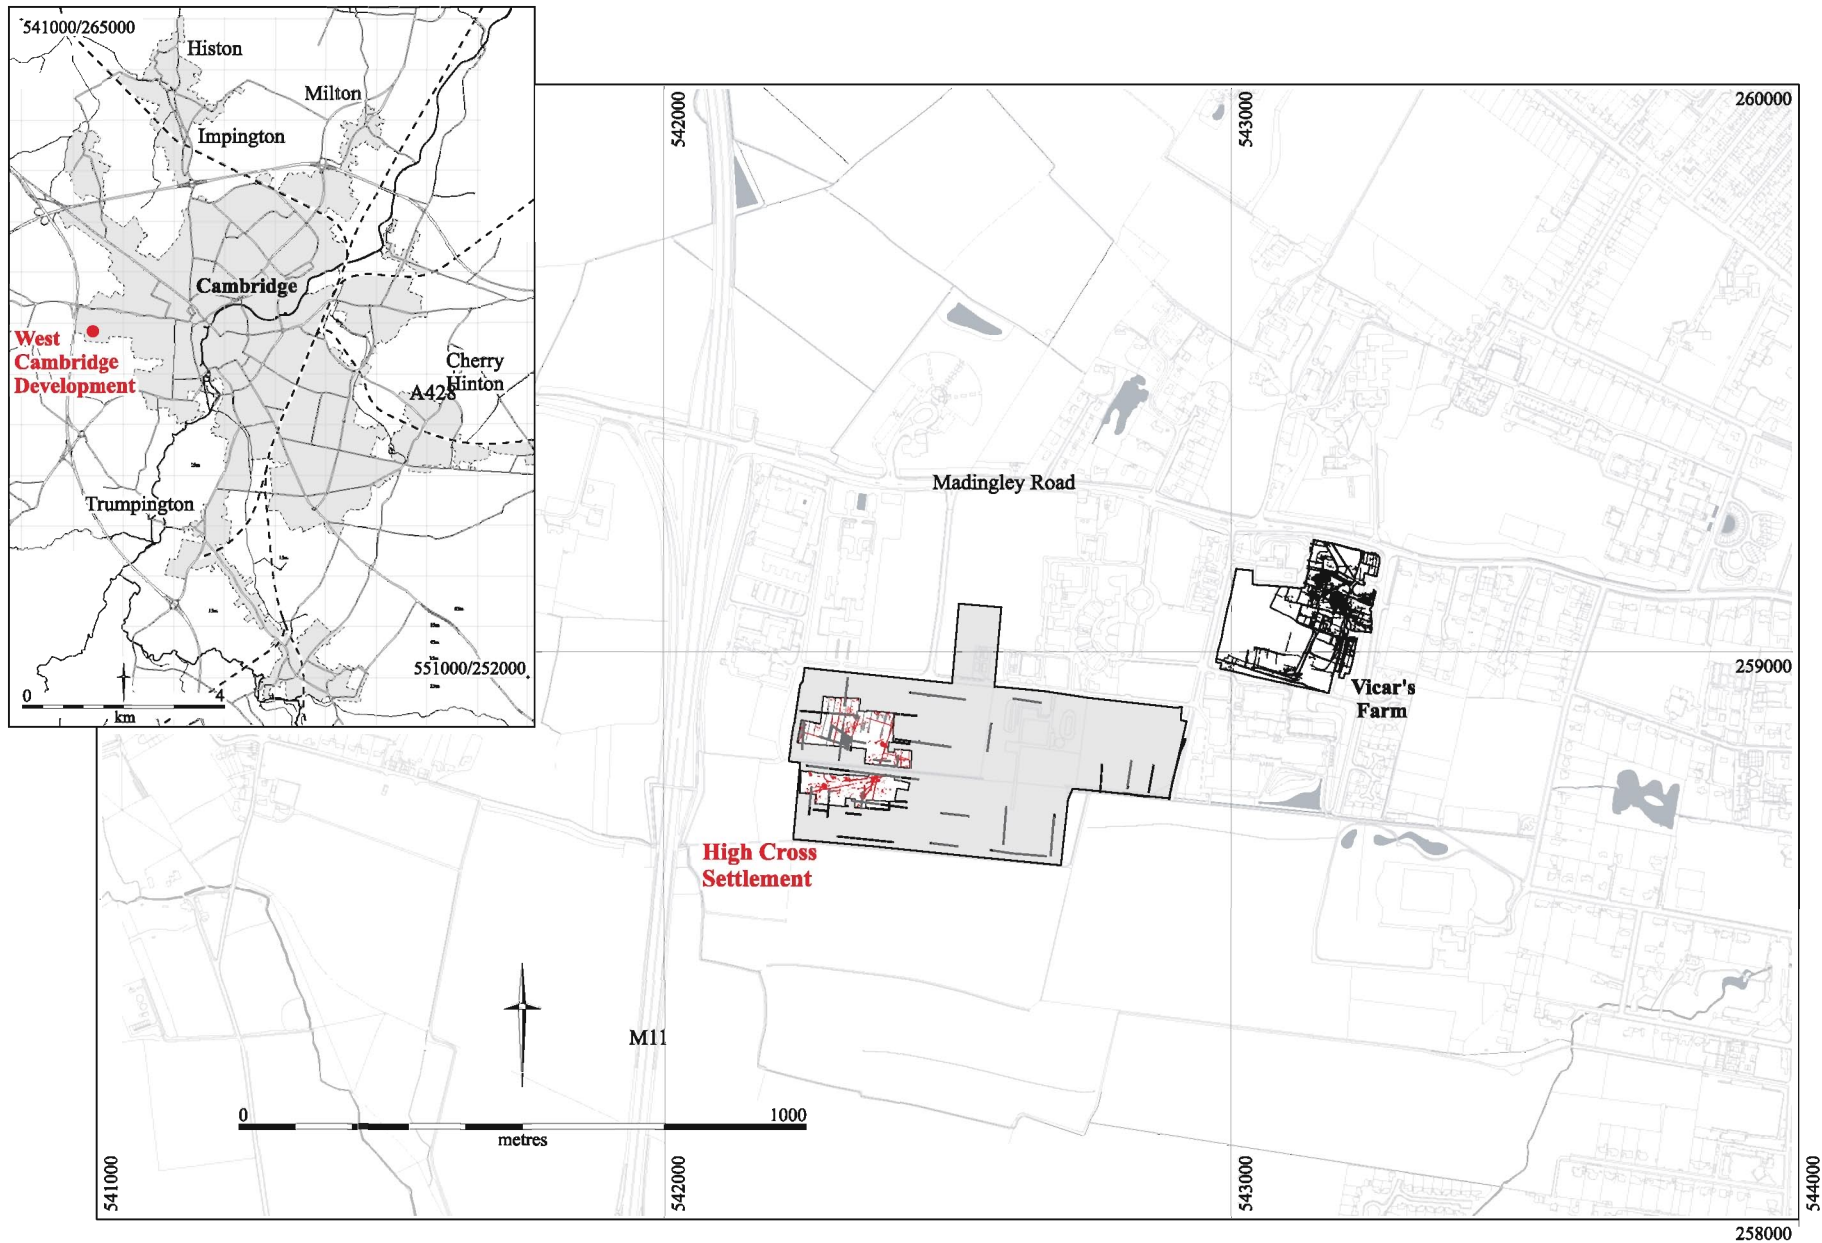 541000/265000
Histon
Milton
Impington
Cambridge
West
Cambridge
Development
Cherry
Hinton
A428
Trumpington
551000/252000
0 4
km
542000
543000
260000
Madingley Road
259000
Vicar's
Farm
High Cross
Settlement
M11
0 1000
metres
541000
542000
543000
544000
258000